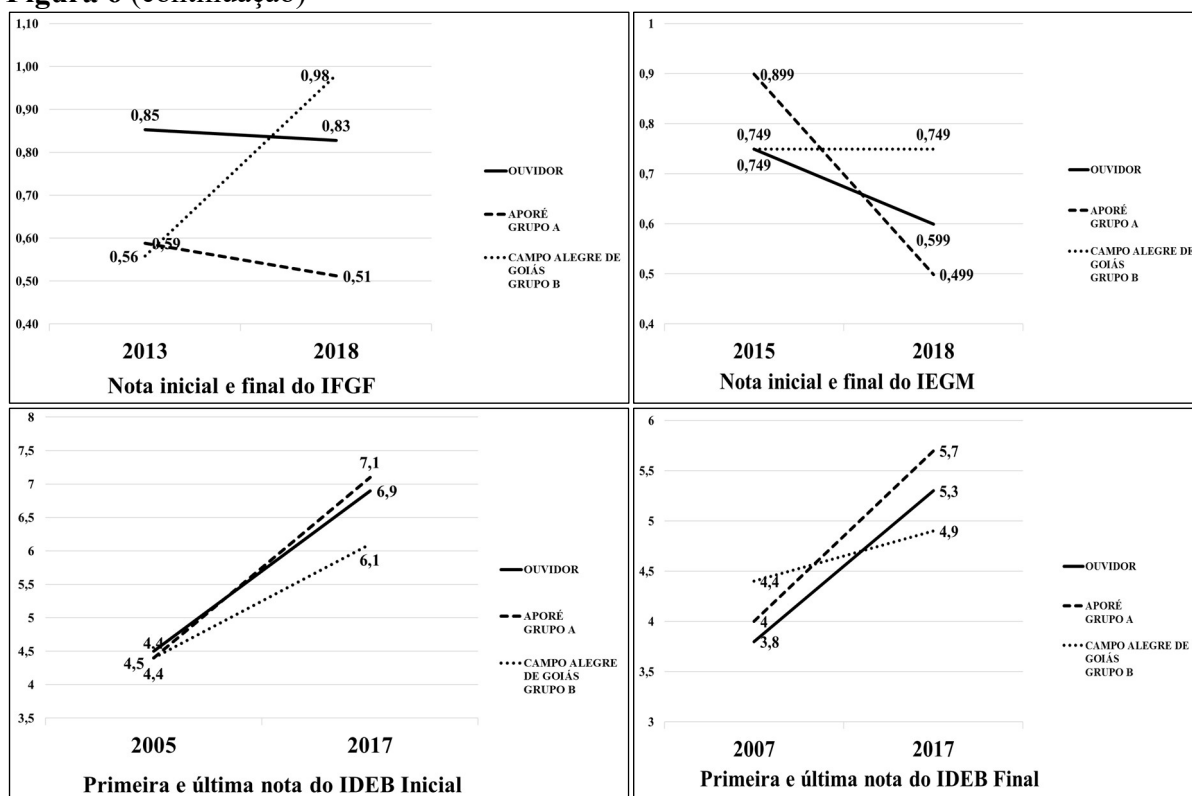 Figura 6 (continuação)
1,10
1,00
0,90
0,80
0,70
0,60
0,50
0,40
0,98
0,85
0,83
0,59
0,56
0,51
2013
2018
Nota inicial e final do IFGF
OUVIDOR
APORÉ
GRUPO A
CAMPO ALEGRE DE
GOIÁS
GRUPO B
1
0,9
0,8
0,7
0,6
0,5
0,4
0,899
0,749
0,749
0,749
0,599
0,499
2015
2018
Nota inicial e final do IEGM
OUVIDOR
APORÉ
GRUPO A
CAMPO ALEGRE DE
GOIÁS
GRUPO B
8
7,5
7
6,5
6
5,5
5
4,5
4
3,5
7,1
6,9
6,1
4,4
4,5
4,4
2005
2017
Primeira e última nota do IDEB Inicial
OUVIDOR
APORÉ
GRUPO A
CAMPO ALEGRE
DE GOIÁS
GRUPO B
6
5,5
5
4,5
4
3,5
3
5,7
5,3
4,9
4,4
4
3,8
2007
2017
Primeira e última nota do IDEB Final
OUVIDOR
APORÉ
GRUPO A
CAMPO ALEGRE DE
GOIÁS
GRUPO B